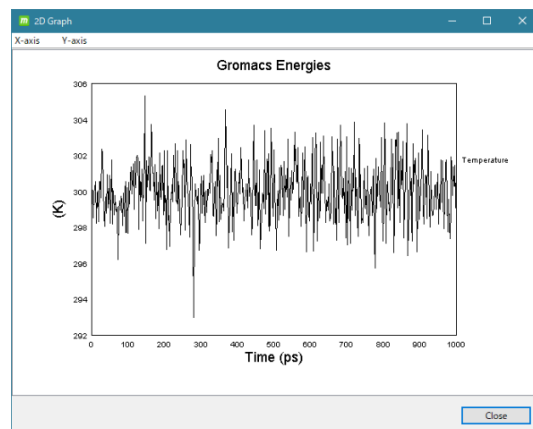 2D Graph
X-axis Y-axis
Gromacs Energies
306
304
302
300
298
296
294
292
(K)
Temperature
0 100 200 300 400 500 600 700 800 900 1000
Time (ps)
Close